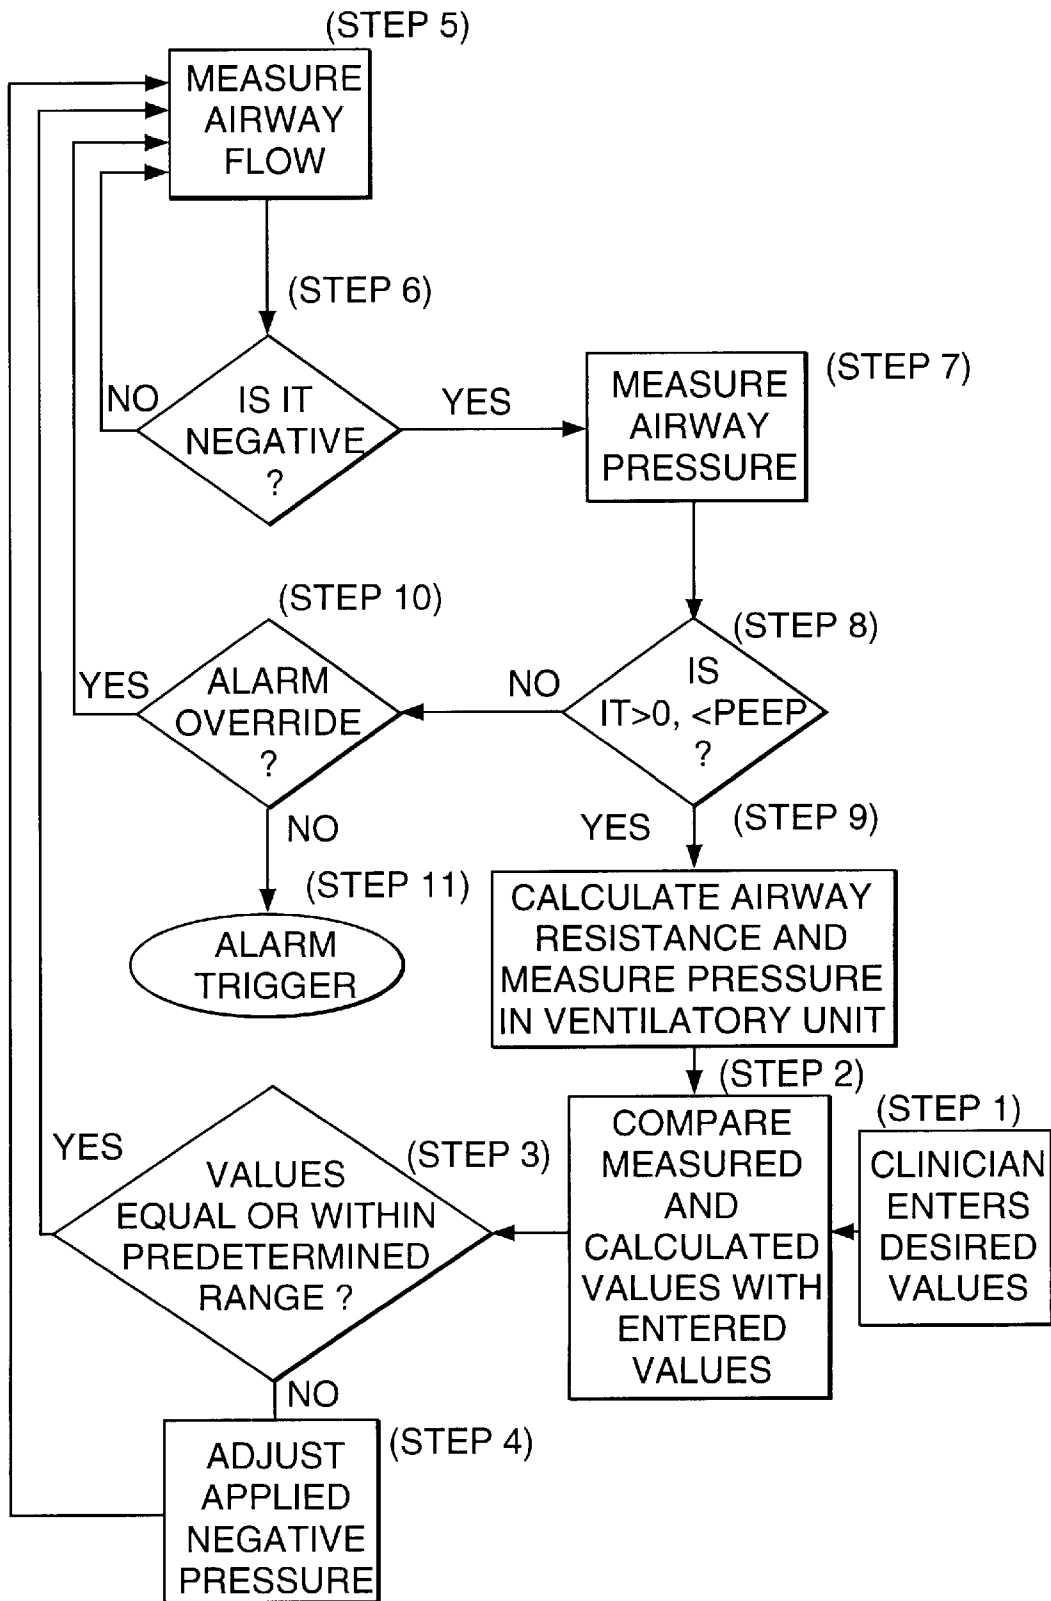 (STEP 5)
MEASURE
AIRWAY
FLOW
(STEP 6)
NO
IS IT
NEGATIVE
?
YES
(STEP 7)
MEASURE
AIRWAY
PRESSURE
(STEP 8)
IS
IT>0, <PEEP
?
NO
(STEP 10)
YES
ALARM
OVERRIDE
?
NO
(STEP 11)
ALARM
TRIGGER
YES
(STEP 9)
CALCULATE AIRWAY
RESISTANCE AND
MEASURE PRESSURE
IN VENTILATORY UNIT
(STEP 2)
COMPARE
MEASURED
AND
CALCULATED
VALUES WITH
ENTERED
VALUES
(STEP 1)
CLINICIAN
ENTERS
DESIRED
VALUES
YES
(STEP 3)
VALUES
EQUAL OR WITHIN
PREDETERMINED
RANGE ?
NO
(STEP 4)
ADJUST
APPLIED
NEGATIVE
PRESSURE